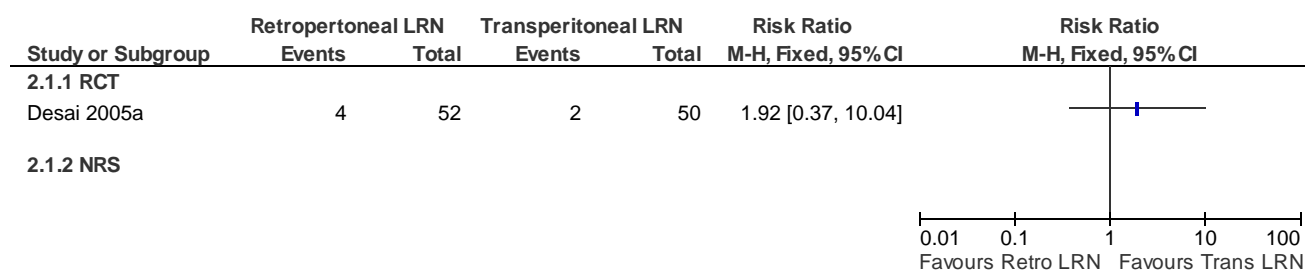 Retropertoneal LRN Transperitoneal LRN Risk Ratio Risk Ratio
Study or Subgroup Events Total Events Total M-H, Fixed, 95% CI M-H, Fixed, 95% CI
2.1.1 RCT
Desai 2005a 4 52 2 50 1.92 [0.37, 10.04]
2.1.2 NRS
0.01 0.1 1 10 100
Favours Retro LRN Favours Trans LRN